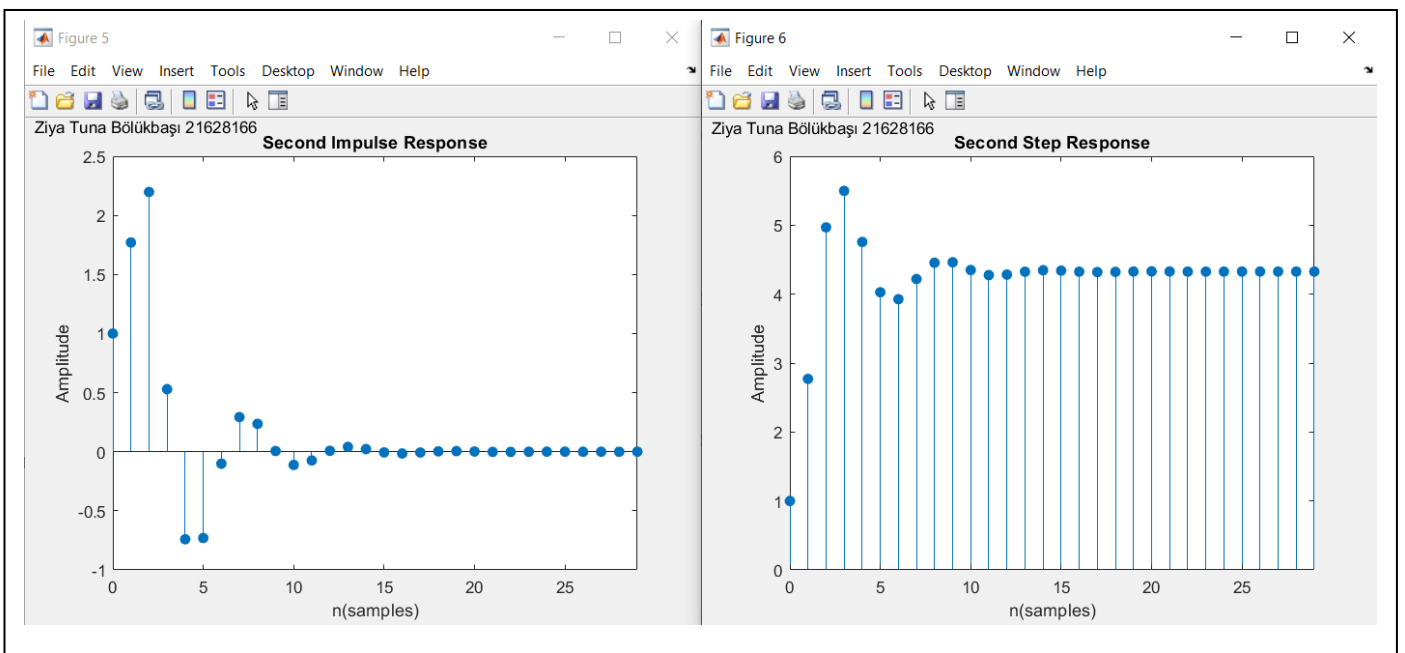 Figure 5
File Edit View Insert Tools Desktop Window Help
Ziya Tuna Bölükbaşı 21628166
Second Impulse Response
2.5
2
1.5
1
0.5
0
-0.5
-1
Amplitude
0 5 10 15 20 25
n(samples)
Figure 6
File Edit View Insert Tools Desktop Window Help
Ziya Tuna Bölükbaşı 21628166
Second Step Response
6
5
4
3
2
1
0
Amplitude
0 5 10 15 20 25
n(samples)